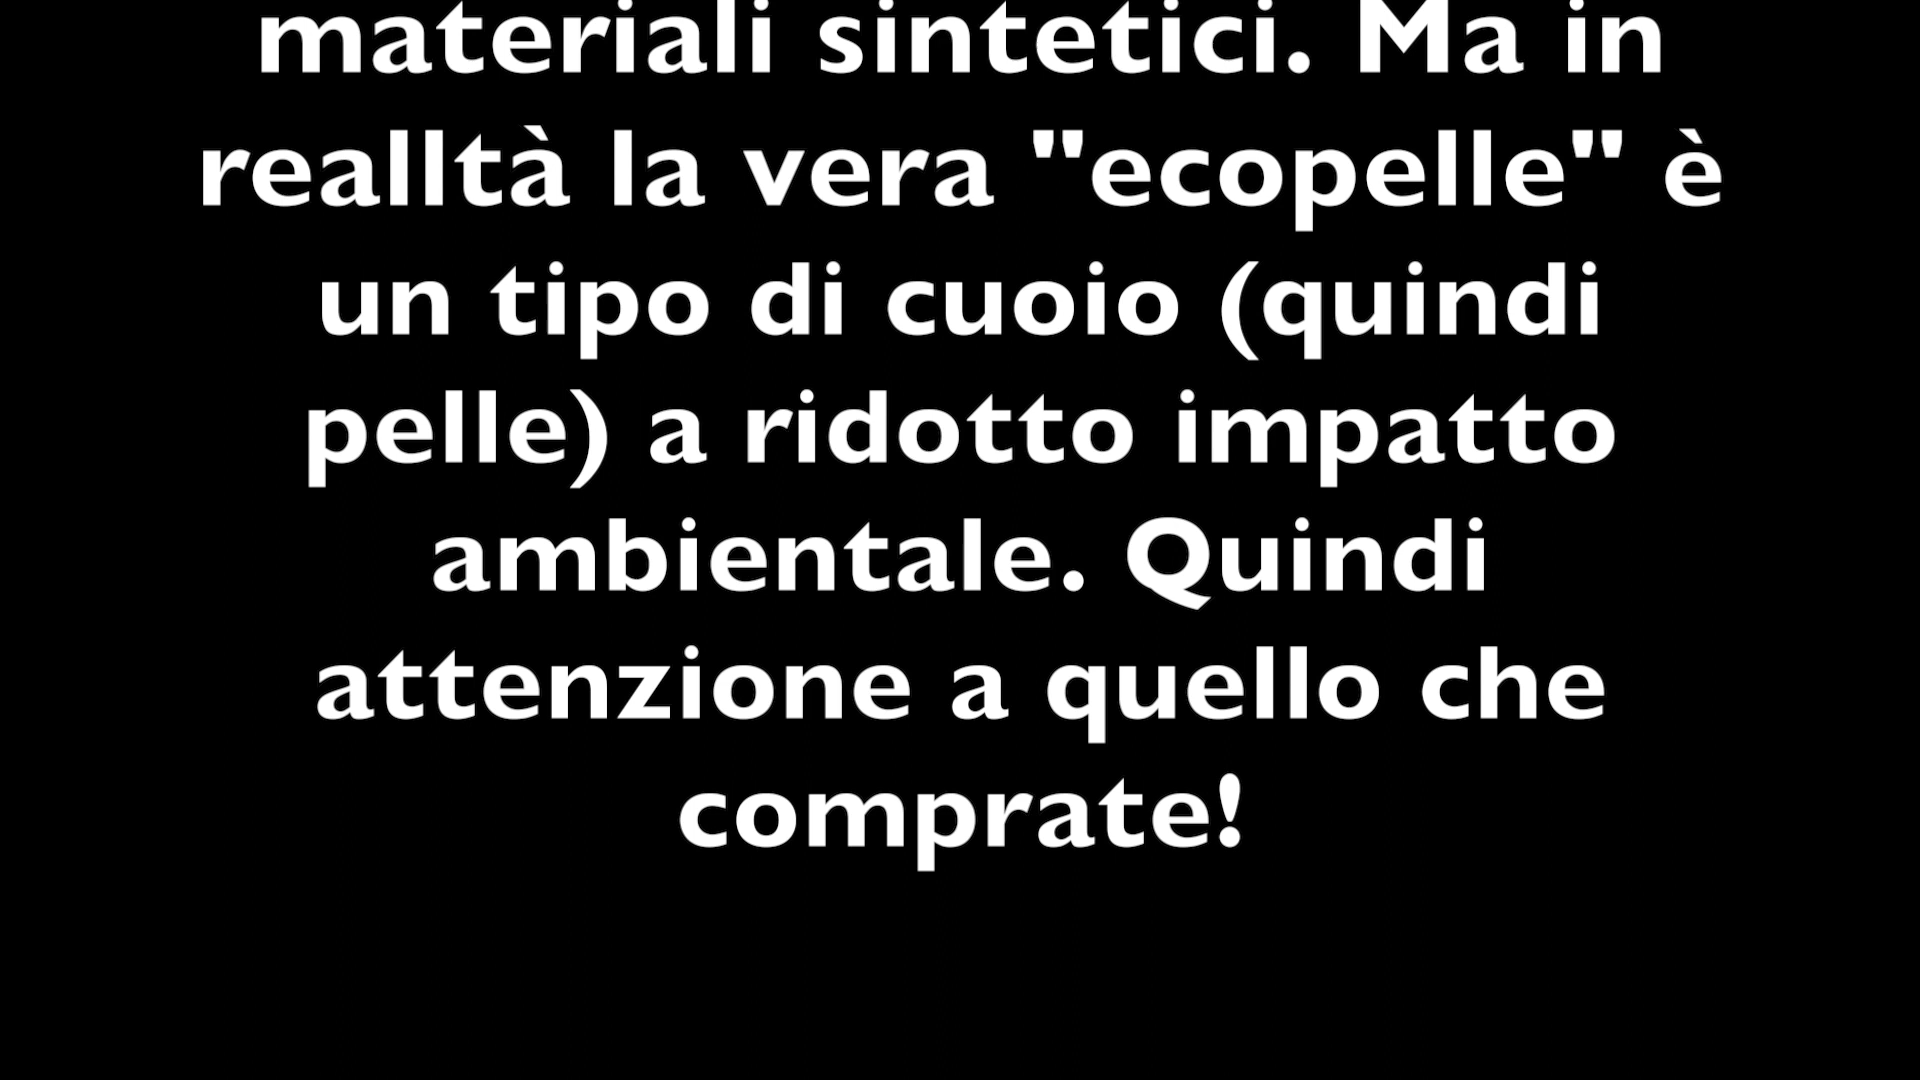 materiali sintetici. Ma in
realltà la vera "ecopelle" è
un tipo di cuoio (quindi
pelle) a ridotto impatto
ambientale. Quindi
attenzione a quello che
comprate!